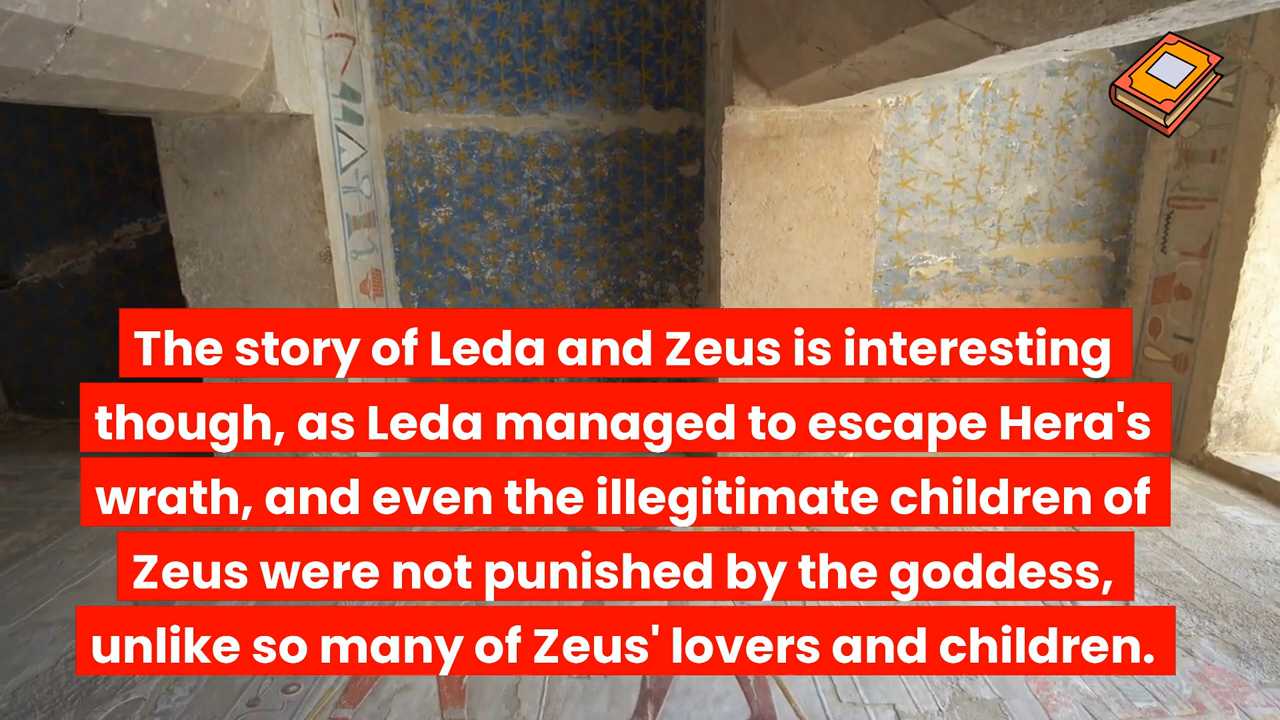 The story of Leda and Zeus is interesting
though, as Leda managed to escape Hera's
wrath, and even the illegitimate children of
Zeus were not punished by the goddess,
unlike so many of Zeus' lovers and children.